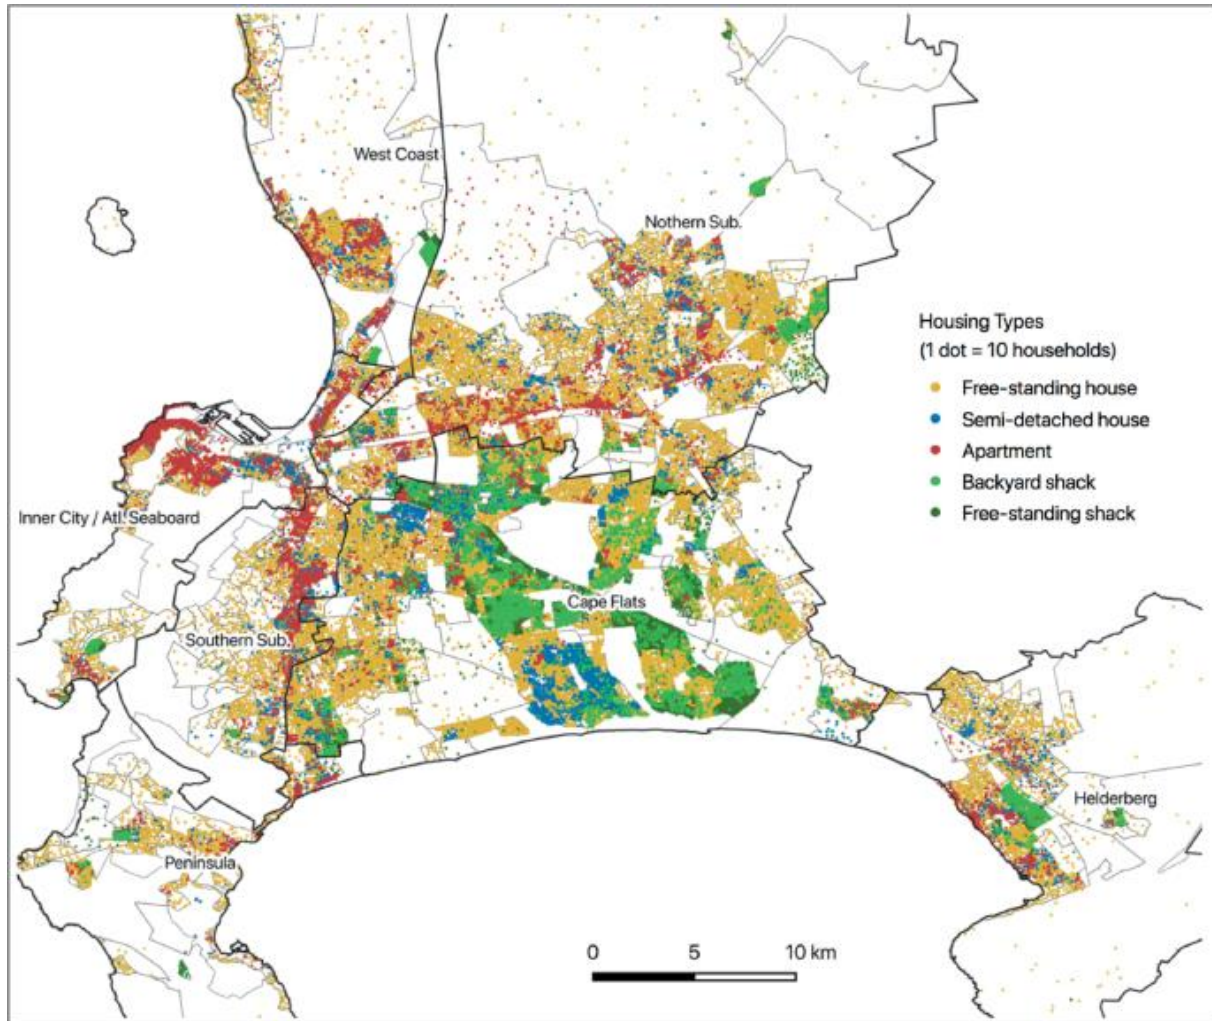 West Coast
Nothern Sub.
Housing Types
(1 dot = 10 households)
Free-standing house
Semi-detached house
Apartment
Backyard shack
Free-standing shack
Inner City / Atl. Seaboard
Cape Flats
Southern Sub.
Helderberg
Peninsula
0 5 10 km